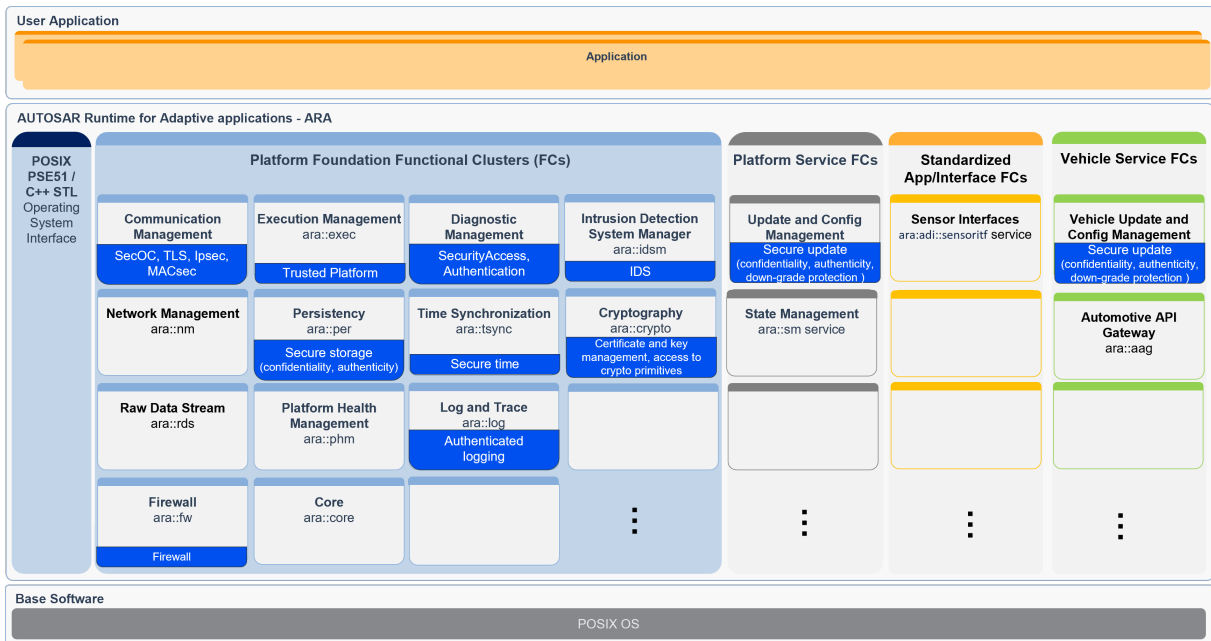 User Application
Application
AUTOSAR Runtime for Adaptive applications - ARA
POSIX
PSE51 /
C++ STL
Operating
System
Interface
Platform Foundation Functional Clusters (FCs)
Communication
Management
SecOC, TLS, Ipsec,
MACsec
Execution Management
ara::exec
Trusted Platform
Diagnostic
Management
SecurityAccess,
Authentication
Intrusion Detection
System Manager
ara::idsm
IDS
Network Management
ara::nm
Persistency
ara::per
Secure storage
(confidentiality, authenticity)
Time Synchronization
ara::tsync
Secure time
Cryptography
ara::crypto
Certificate and key
management, access to
crypto primitives
Raw Data Stream
ara::rds
Platform Health
Management
ara::phm
Log and Trace
ara::log
Authenticated
logging
Firewall
ara::fw
Firewall
Core
ara::core
Platform Service FCs
Update and Config
Management
Secure update
(confidentiality, authenticity,
down-grade protection )
State Management
ara::sm service
Standardized
App/Interface FCs
Sensor Interfaces
ara:adi::sensoritf service
Vehicle Service FCs
Vehicle Update and
Config Management
Secure update
(confidentiality, authenticity,
down-grade protection )
Automotive API
Gateway
ara::aag
Base Software
POSIX OS